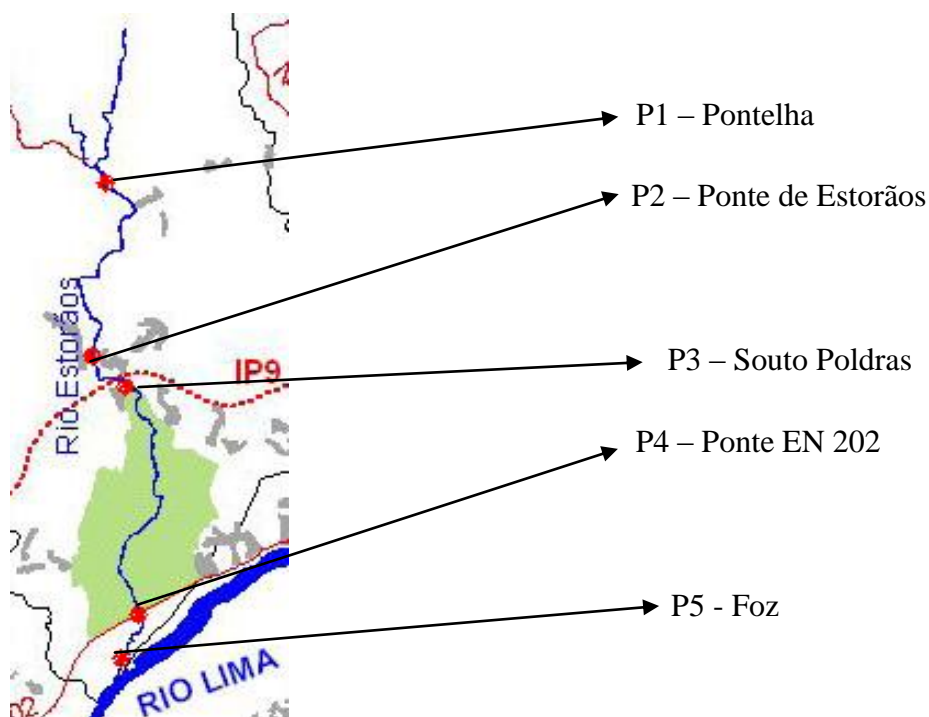 P1 – Pontelha
P2 – Ponte de Estorãos
Rio Estorãos
IP9
P3 – Souto Poldras
P4 – Ponte EN 202
P5 - Foz
RIO LIMA
02